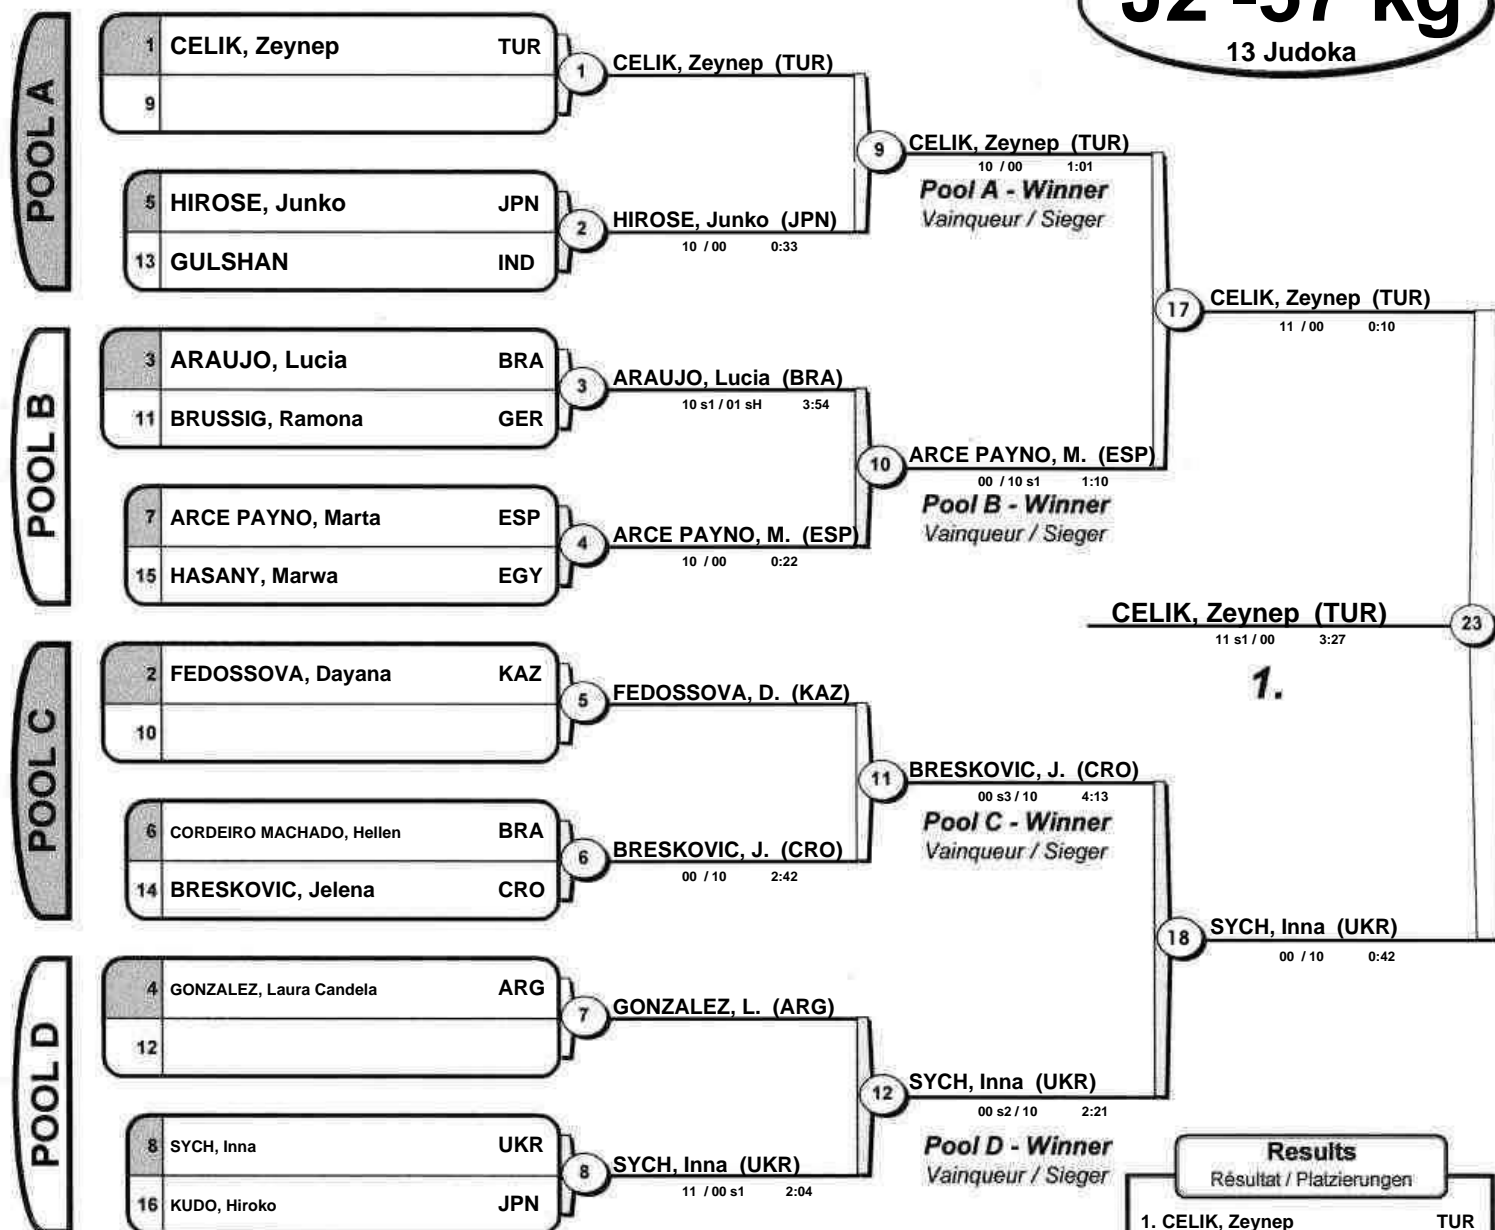 52 -57 kg
13 Judoka
POOL A
1 CELIK, Zeynep TUR
9
1
CELIK, Zeynep (TUR)
5 HIROSE, Junko JPN
13 GULSHAN IND
2
HIROSE, Junko (JPN)
10 / 00 0:33
9
CELIK, Zeynep (TUR)
10 / 00 1:01
Pool A - Winner
Vainqueur / Sieger
POOL B
3 ARAUJO, Lucia BRA
11 BRUSSIG, Ramona GER
3
ARAUJO, Lucia (BRA)
10 s1 / 01 sH 3:54
7 ARCE PAYNO, Marta ESP
15 HASANY, Marwa EGY
4
ARCE PAYNO, M. (ESP)
10 / 00 0:22
10
ARCE PAYNO, M. (ESP)
00 / 10 s1 1:10
Pool B - Winner
Vainqueur / Sieger
17
CELIK, Zeynep (TUR)
11 / 00 0:10
POOL C
2 FEDOSSOVA, Dayana KAZ
10
5
FEDOSSOVA, D. (KAZ)
6 CORDEIRO MACHADO, Hellen BRA
14 BRESKOVIC, Jelena CRO
6
BRESKOVIC, J. (CRO)
00 / 10 2:42
11
BRESKOVIC, J. (CRO)
00 s3 / 10 4:13
Pool C - Winner
Vainqueur / Sieger
POOL D
4 GONZALEZ, Laura Candela ARG
12
7
GONZALEZ, L. (ARG)
8 SYCH, Inna UKR
16 KUDO, Hiroko JPN
8
SYCH, Inna (UKR)
11 / 00 s1 2:04
12
SYCH, Inna (UKR)
00 s2 / 10 2:21
Pool D - Winner
Vainqueur / Sieger
18
SYCH, Inna (UKR)
00 / 10 0:42
23
CELIK, Zeynep (TUR)
11 s1 / 00 3:27
1.
Results
Résultat / Platzierungen
1. CELIK, Zeynep TUR